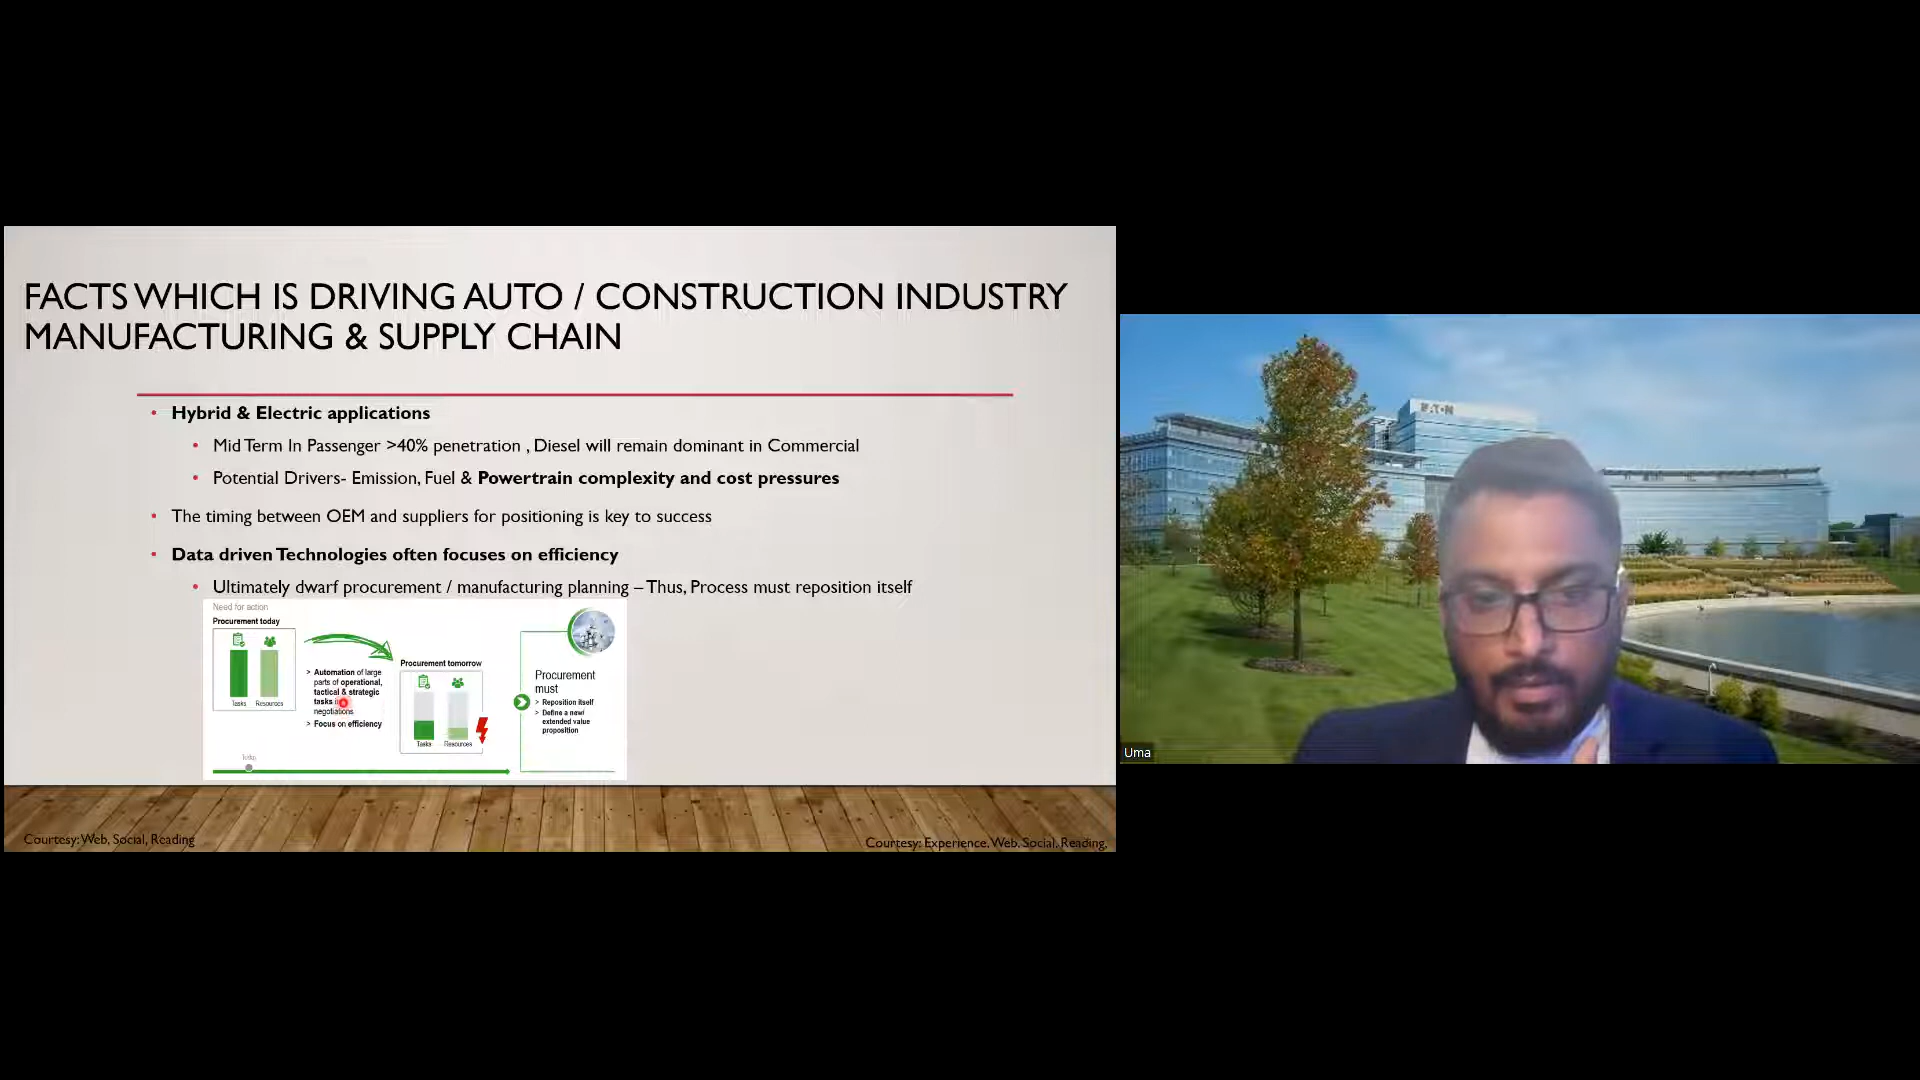 FACTS WHICH IS DRIVING AUTO / CONSTRUCTION INDUSTRY
MANUFACTURING & SUPPLY CHAIN
• Hybrid & Electric applications
• Mid Term In Passenger >40% penetration , Diesel will remain dominant in Commercial
• Potential Drivers- Emission, Fuel & Powertrain complexity and cost pressures
• The timing between OEM and suppliers for positioning is key to success
• Data driven Technologies often focuses on efficiency
• Ultimately dwarf procurement / manufacturing planning – Thus, Process must reposition itself
Need for action
Procurement today
Tasks Resources
> Automation of large
parts of operational,
tactical & strategic
tasks
negotiations
> Focus on efficiency
Procurement tomorrow
Tasks Resources
Procurement
must
> Reposition itself
> Define a new/
extended value
proposition
Courtesy: Web, Social, Reading
Courtesy: Experience, Web, Social, Reading,
EATON
Uma